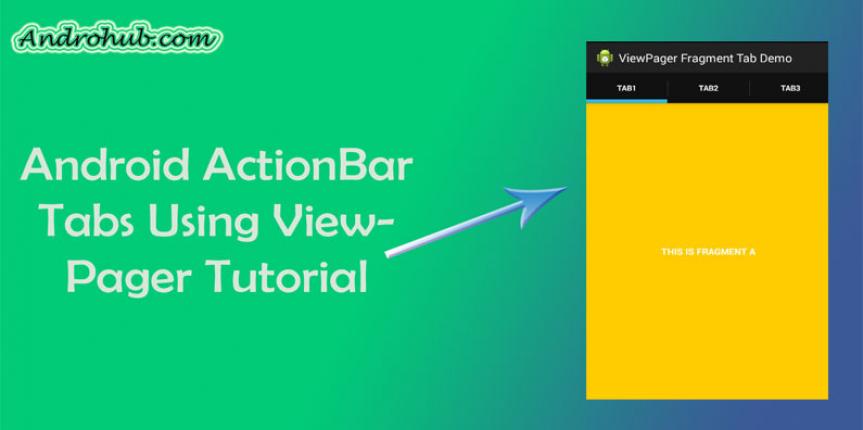 Androhub.com
Android ActionBar
Tabs Using View-
Pager Tutorial
ViewPager Fragment Tab Demo
TAB1 TAB2 TAB3
THIS IS FRAGMENT A